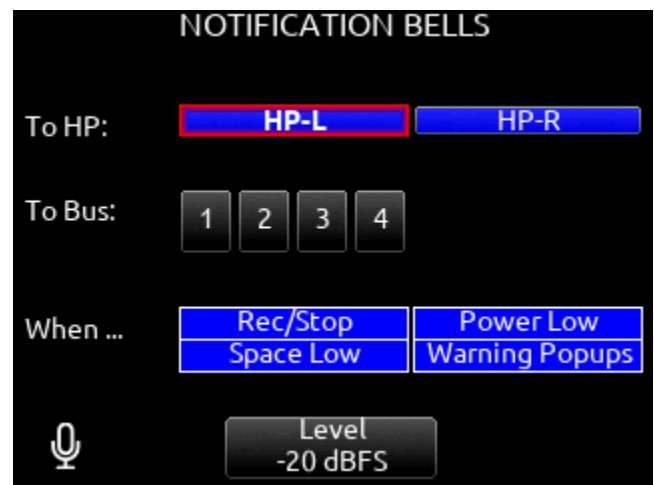 NOTIFICATION BELLS
To HP: HP-L HP-R
To Bus: 1 2 3 4
When ... Rec/Stop Power Low
Space Low Warning Popups
Level
-20 dBFS